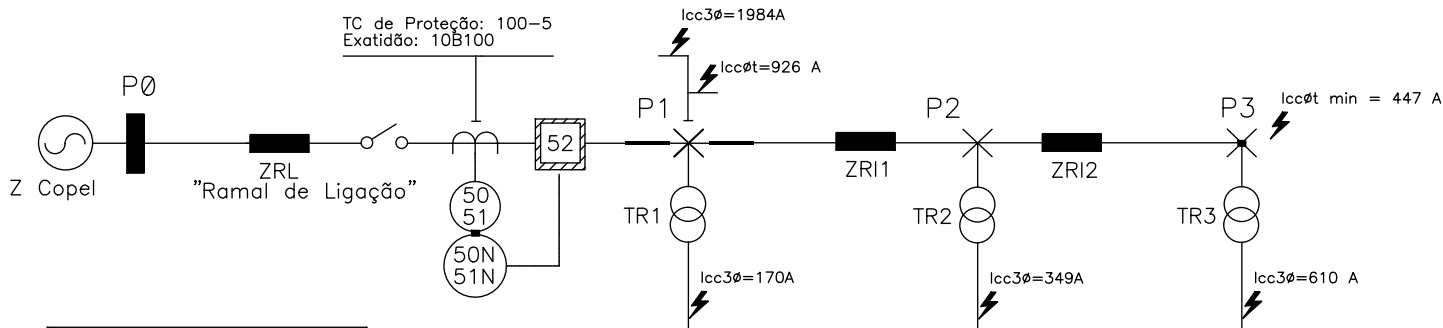 TC de Proteção: 100-5
Exatidão: 10B100
Icc3ø=1984A
Iccøt=926 A
P0
P1
P2
P3
Iccøt min = 447 A
52
Z Copel
ZRL
"Ramal de Ligação"
ZRI1
ZRI2
50
51
50N
51N
TR1
TR2
TR3
Icc3ø=170A
Icc3ø=349A
Icc3ø=610 A